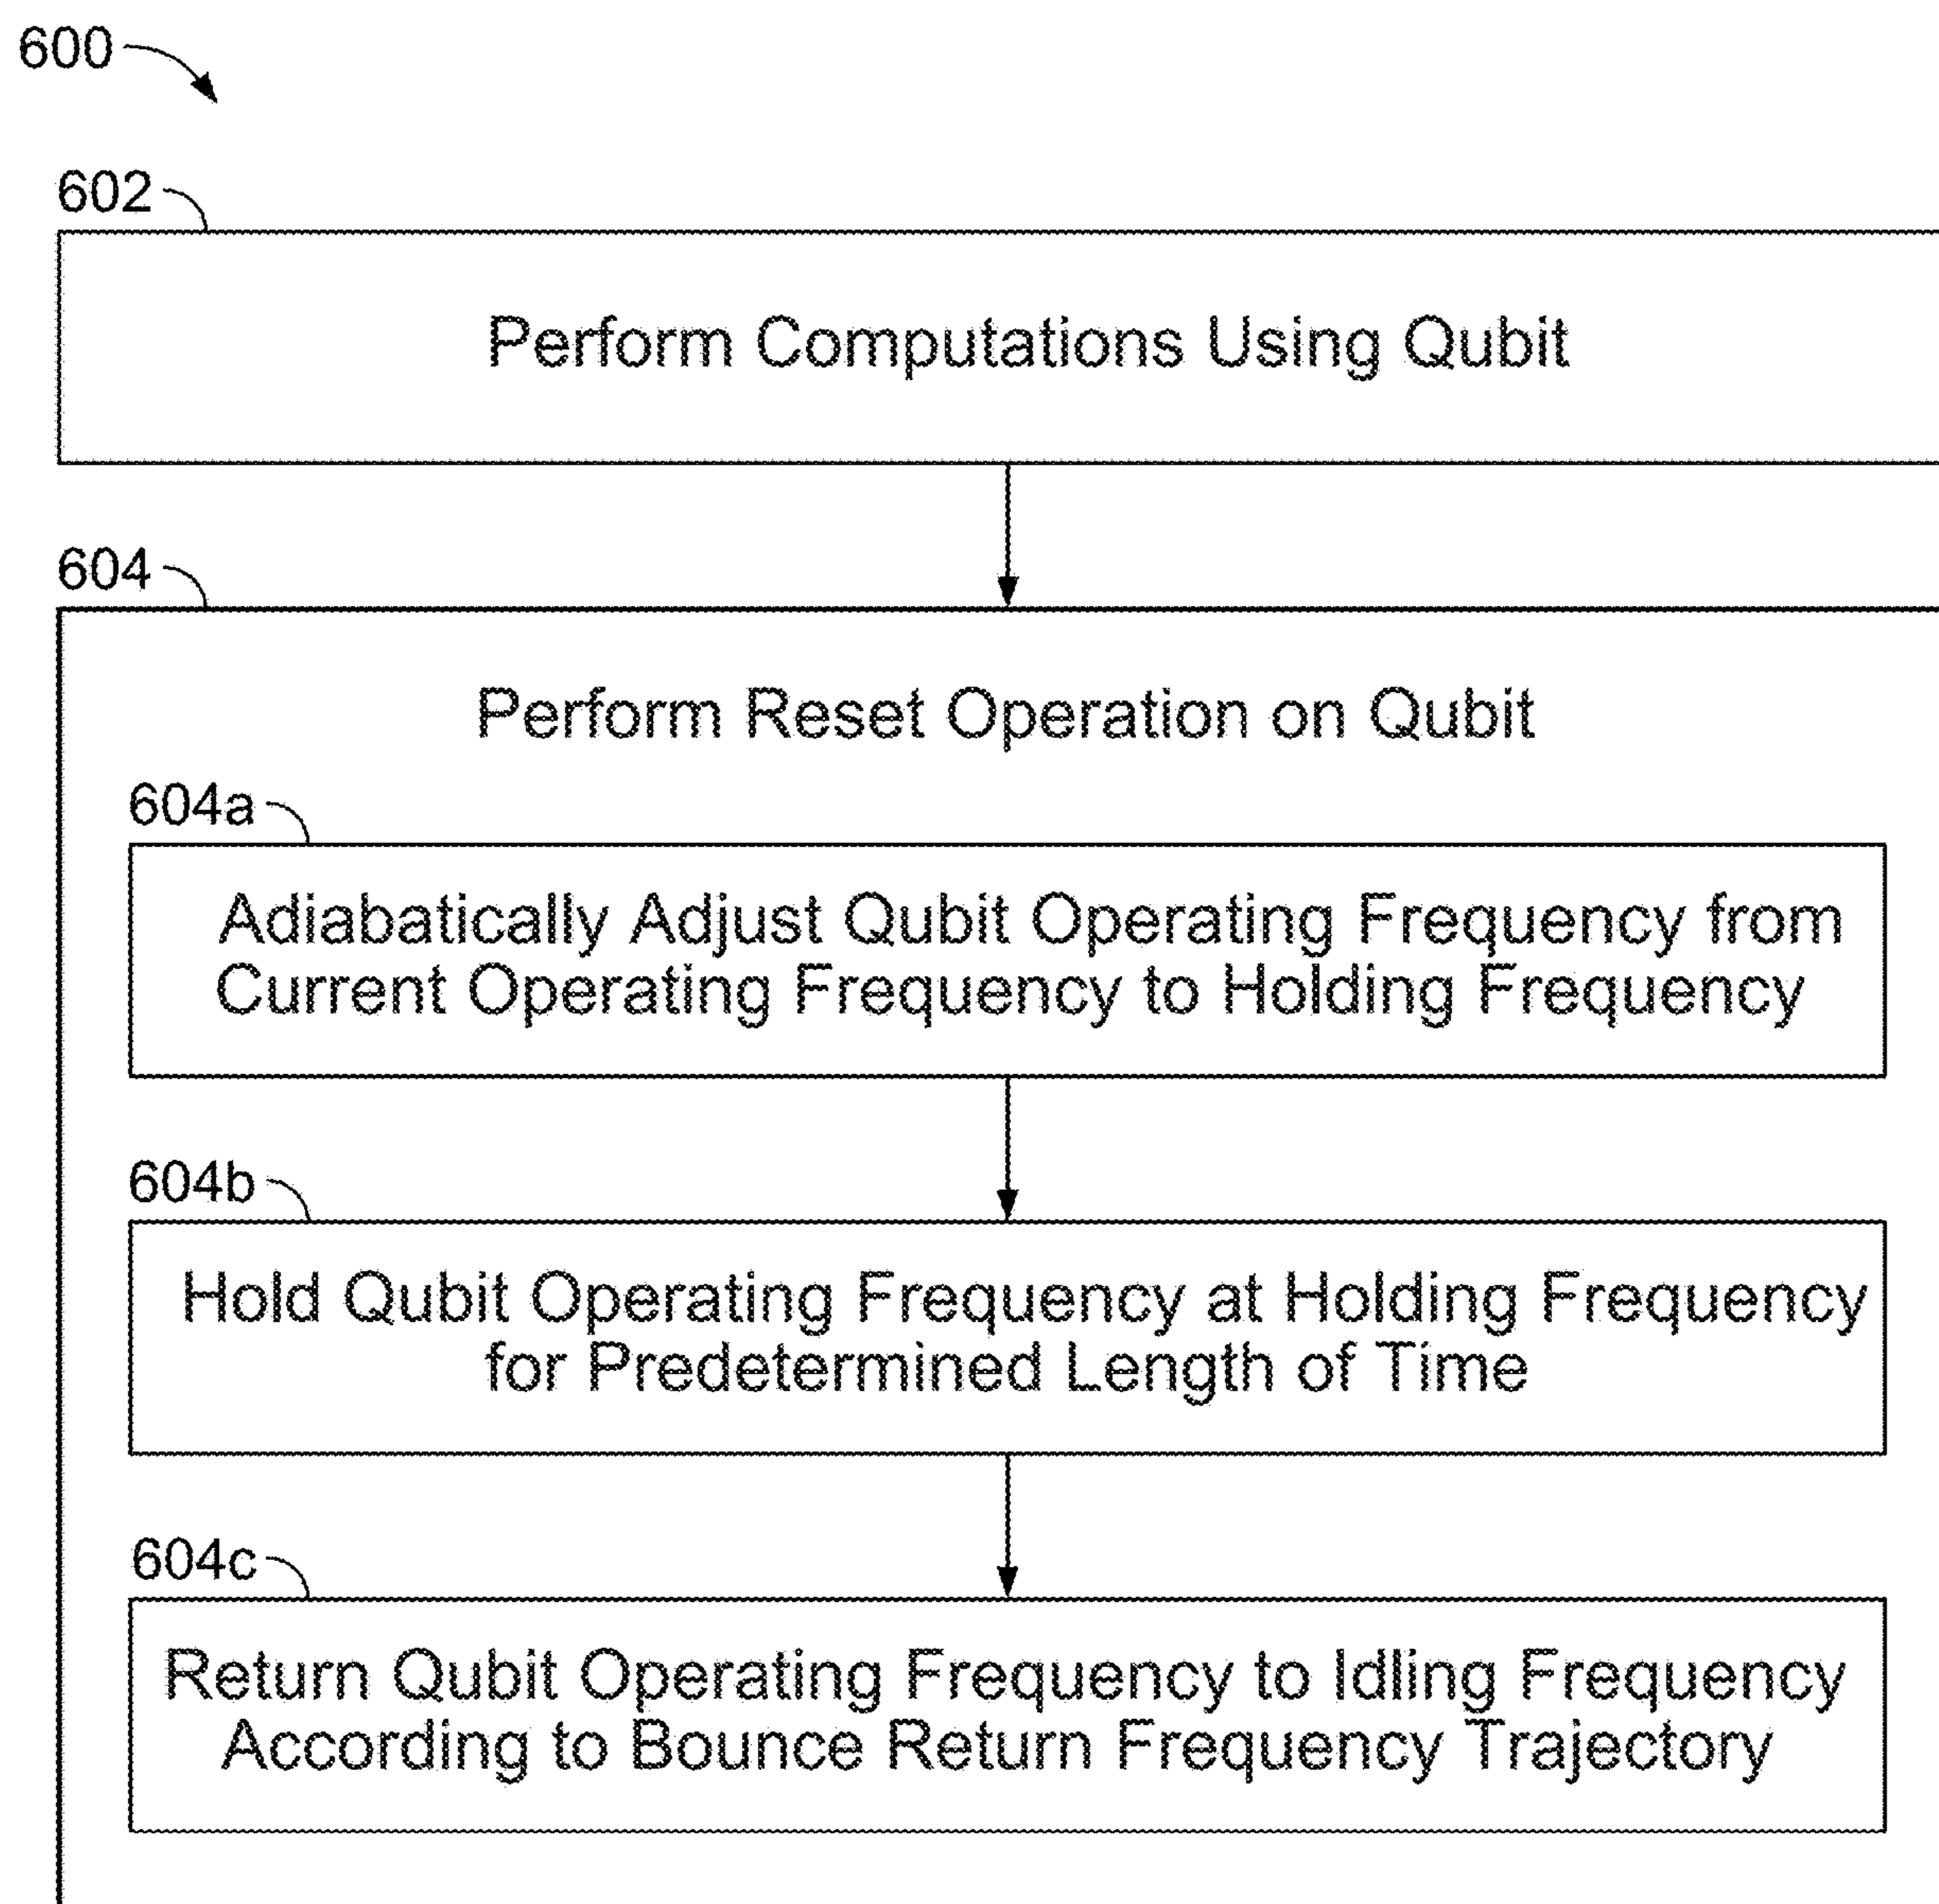 600
602
Perform Computations Using Qubit
604
Perform Reset Operation on Qubit
604a
Adiabatically Adjust Qubit Operating Frequency from
Current Operating Frequency to Holding Frequency
604b
Hold Qubit Operating Frequency at Holding Frequency
for Predetermined Length of Time
604c
Return Qubit Operating Frequency to Idling Frequency
According to Bounce Return Frequency Trajectory